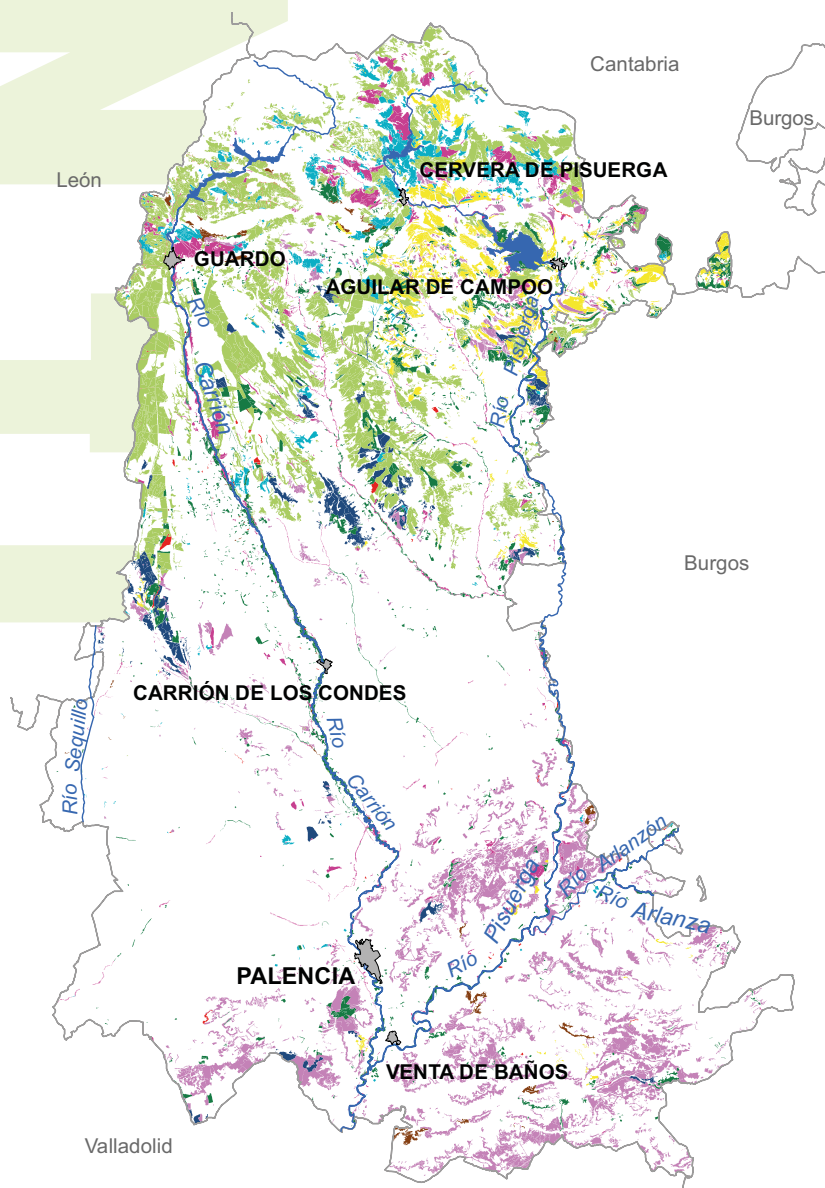 Cantabria
Burgos
León
CERVERA DE PISUERGA
GUARDO
AGUILAR DE CAMPOO
Río
Carrión
Río
Pisuerga
Burgos
CARRIÓN DE LOS CONDES
Río Sequillo
Río
Carrión
Río Arlanzón
Río Arlanza
Río
Pisuerga
PALENCIA
VENTA DE BAÑOS
Valladolid